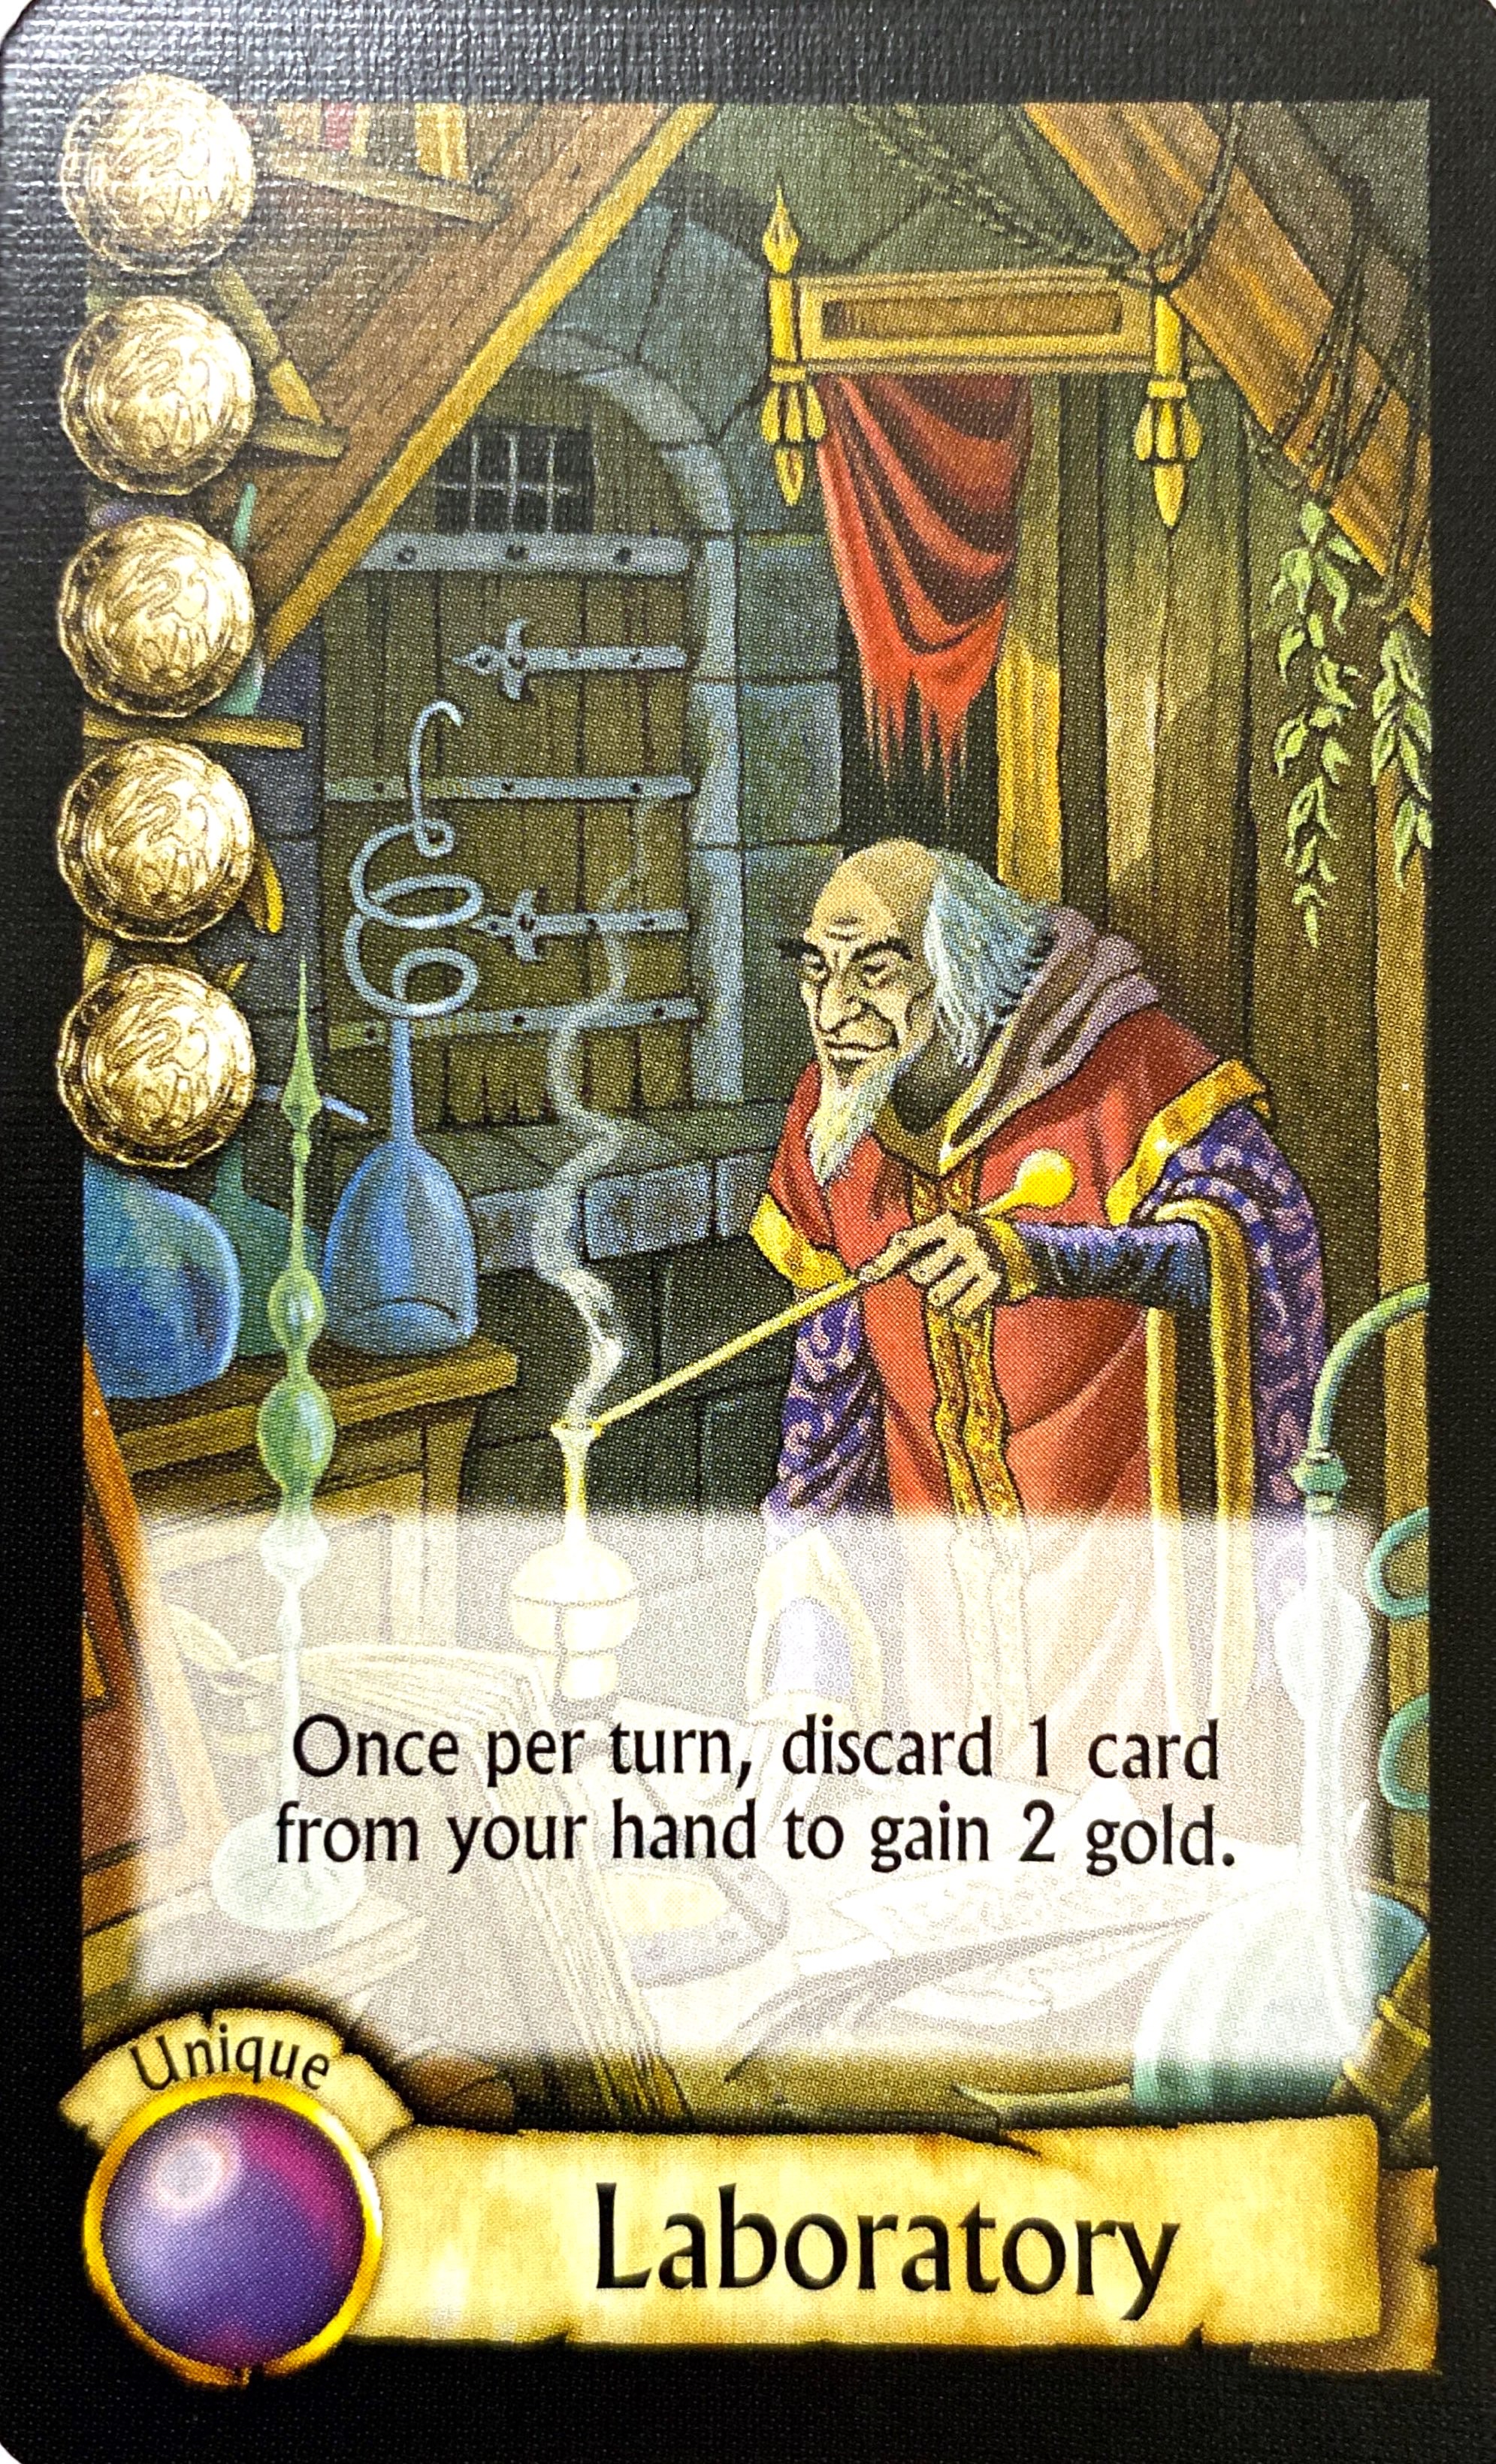 Once per turn, discard 1 card
from your hand to gain 2 gold.
Unique
Laboratory